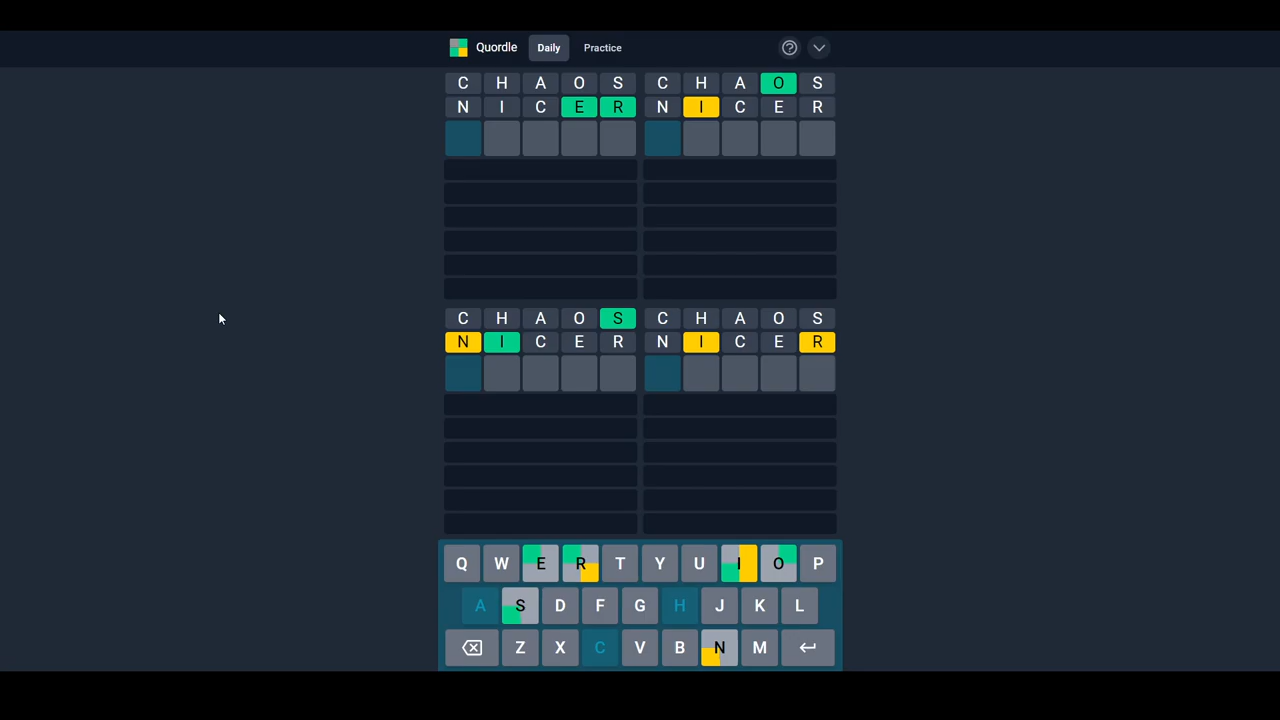 Quordle Daily Practice
C H A O S C H A O S
N I C E R N I C E R
C H A O S C H A O S
N I C E R N I C E R
Q W E R T Y U I O P
A S D F G H J K L
Z X C V B N M